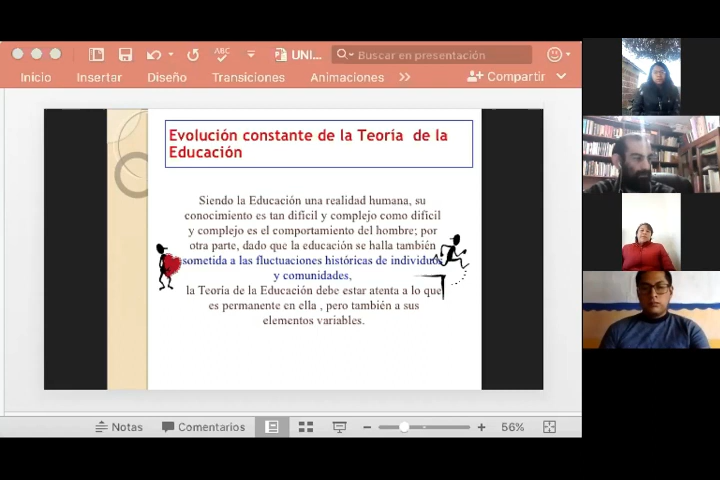 UNI...
Buscar en presentación
Inicio
Insertar
Diseño
Transiciones
Animaciones
Compartir
Evolución constante de la Teoría de la
Educación
Siendo la Educación una realidad humana, su
conocimiento es tan difícil y complejo como difícil
y complejo es el comportamiento del hombre; por
otra parte, dado que la educación se halla también
sometida a las fluctuaciones históricas de individuos
y comunidades,
la Teoría de la Educación debe estar atenta a lo que
es permanente en ella , pero también a sus
elementos variables.
Notas
Comentarios
56%